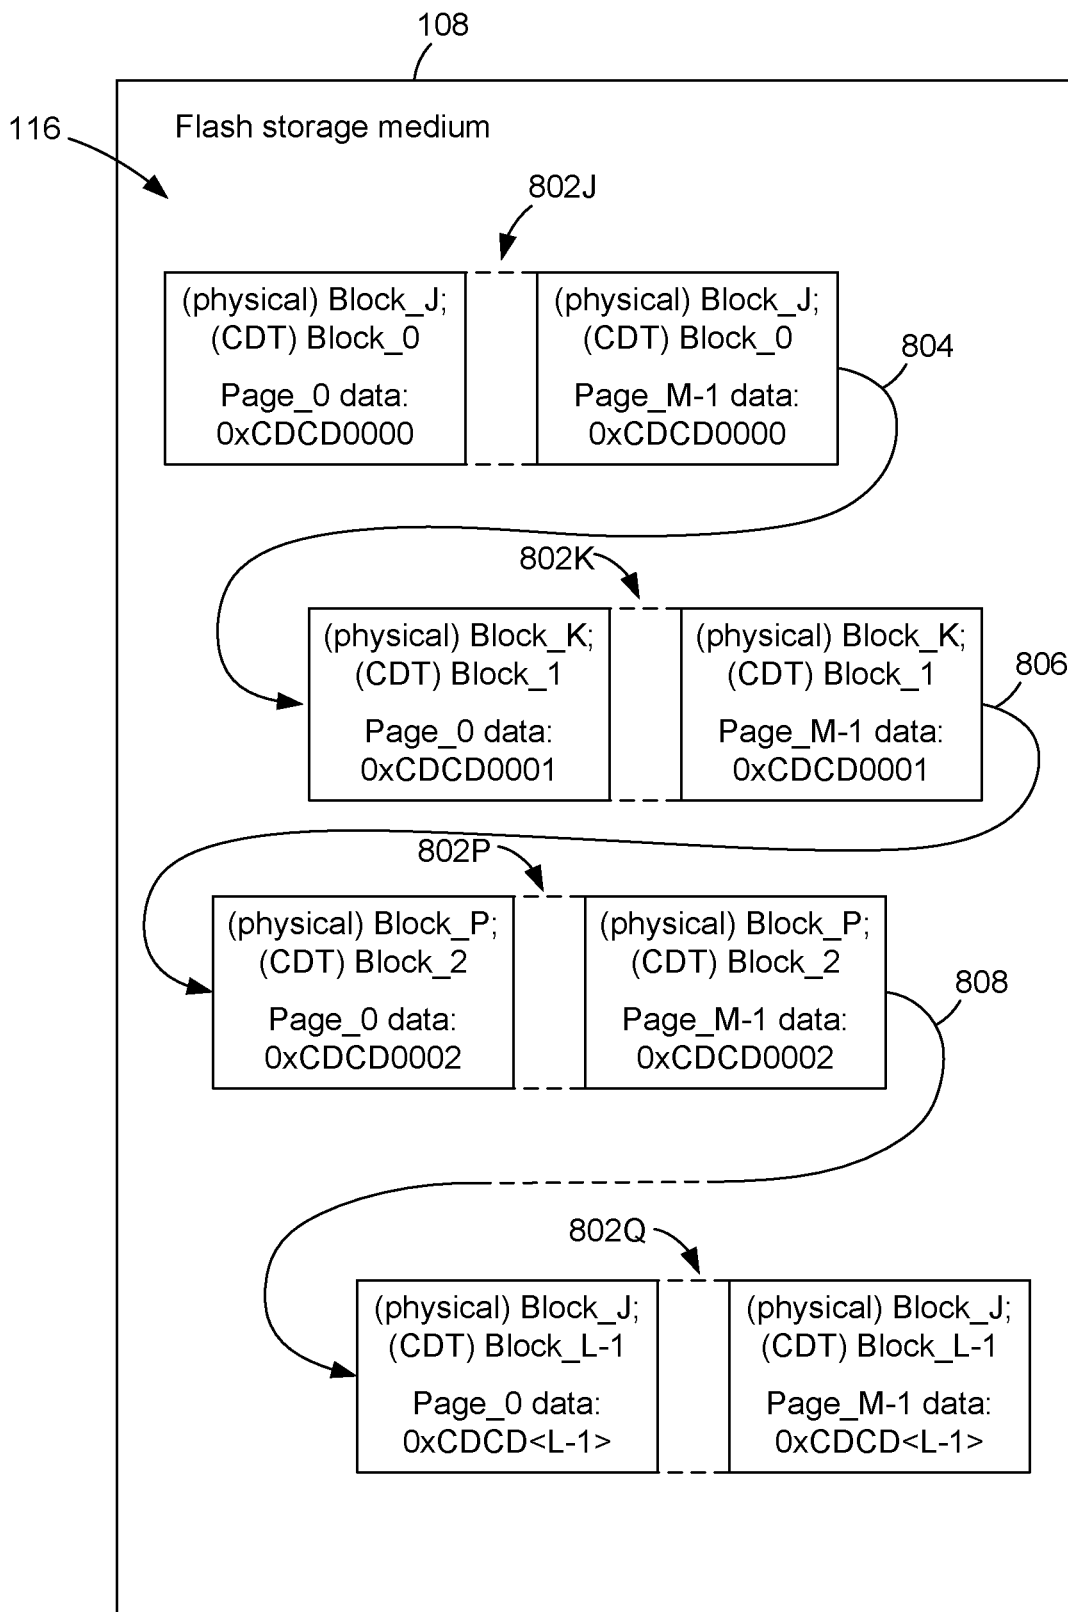 108
116
Flash storage medium
802J
(physical) Block_J;
(CDT) Block_0
Page_0 data:
0xCDCD0000
(physical) Block_J;
(CDT) Block_0
Page_M-1 data:
0xCDCD0000
804
802K
(physical) Block_K;
(CDT) Block_1
Page_0 data:
0xCDCD0001
(physical) Block_K;
(CDT) Block_1
Page_M-1 data:
0xCDCD0001
806
802P
(physical) Block_P;
(CDT) Block_2
Page_0 data:
0xCDCD0002
(physical) Block_P;
(CDT) Block_2
Page_M-1 data:
0xCDCD0002
808
802Q
(physical) Block_J;
(CDT) Block_L-1
Page_0 data:
0xCDCD<L-1>
(physical) Block_J;
(CDT) Block_L-1
Page_M-1 data:
0xCDCD<L-1>